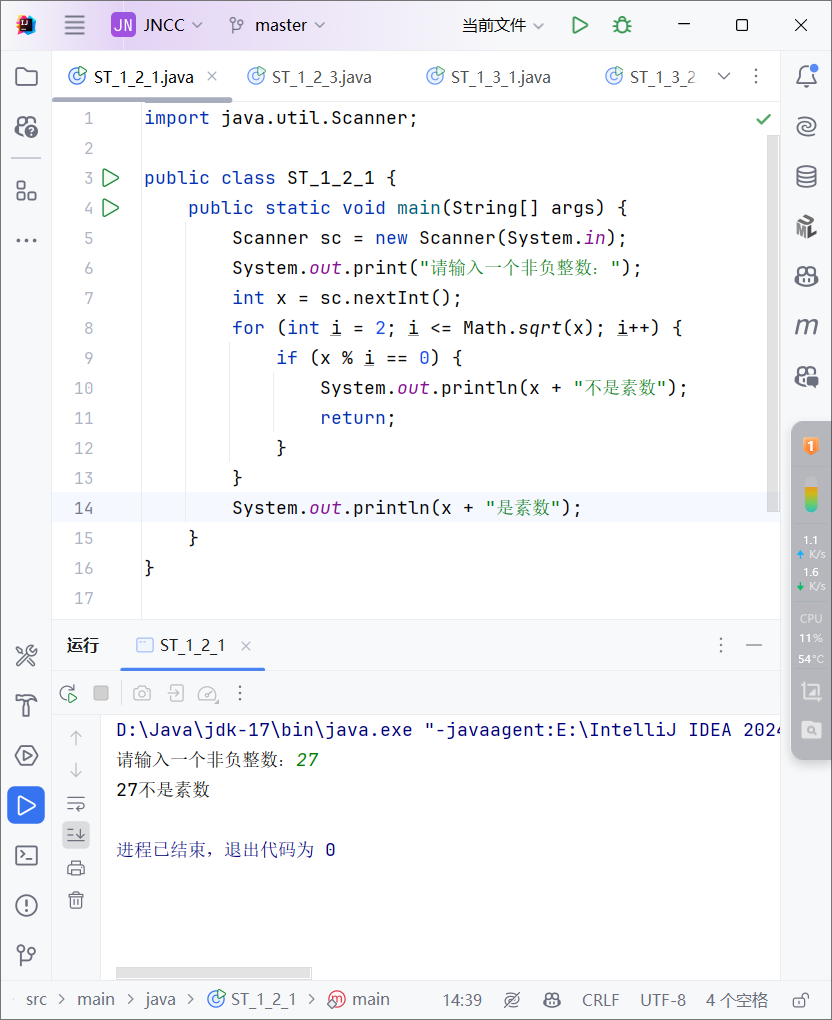 JN JNCC master 当前文件
ST_1_2_1.java ST_1_2_3.java ST_1_3_1.java ST_1_3_2
1 import java.util.Scanner;
2
3 public class ST_1_2_1 {
4 public static void main(String[] args) {
5 Scanner sc = new Scanner(System.in);
6 System.out.print("请输入一个非负整数：");
7 int x = sc.nextInt();
8 for (int i = 2; i <= Math.sqrt(x); i++) {
9 if (x % i == 0) {
10 System.out.println(x + "不是素数");
11 return;
12 }
13 }
14 System.out.println(x + "是素数");
15 }
16 }
17
运行 ST_1_2_1
D:\Java\jdk-17\bin\java.exe "-javaagent:E:\IntelliJ IDEA 2024
请输入一个非负整数：27
27不是素数
进程已结束，退出代码为 0
src > main > java > ST_1_2_1 > main 14:39 CRLF UTF-8 4 个空格
UML
m
1
1.1
K/s
1.6
K/s
CPU
11%
54°C